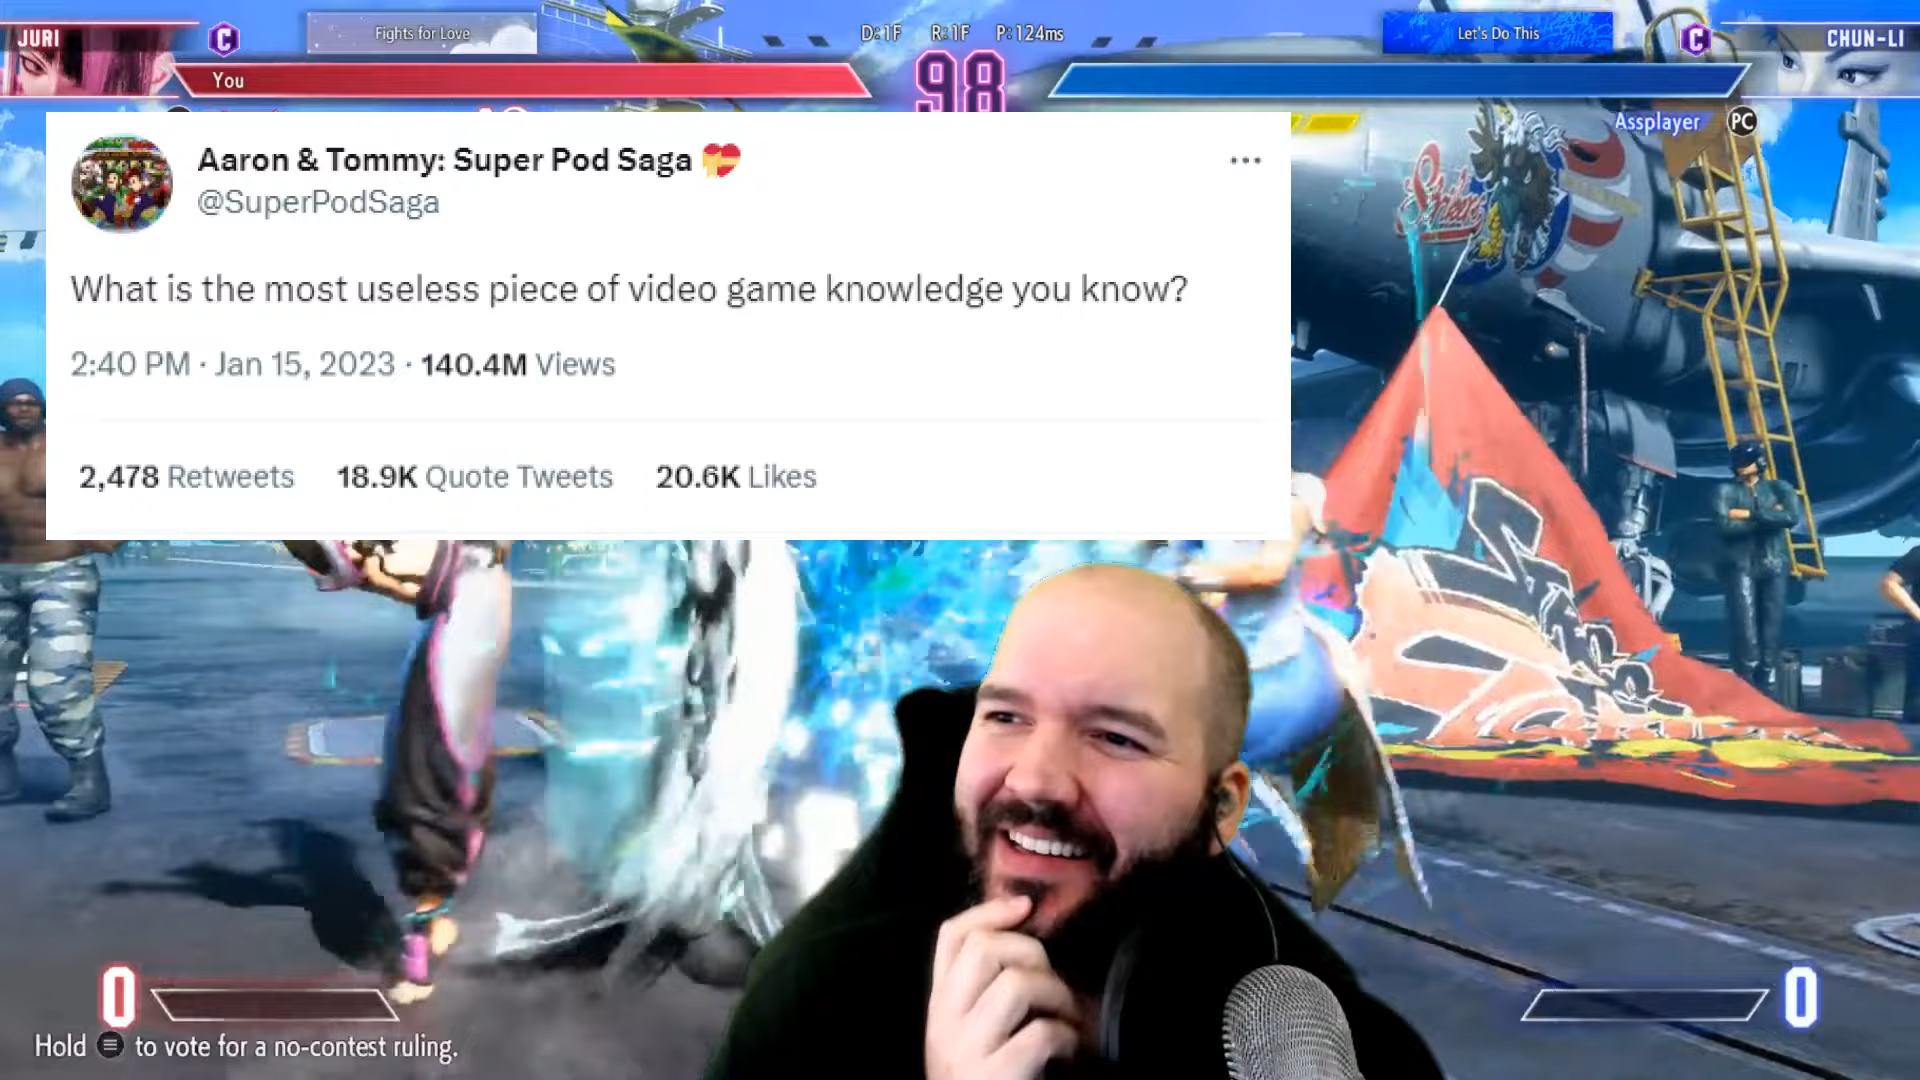 JURI
C
Fights for Love
D:1F R:1F P:124ms
Let's Do This
C
CHUN-LI
You
98
Assplayer PC
Aaron & Tommy: Super Pod Saga 💝
@SuperPodSaga
What is the most useless piece of video game knowledge you know?
2:40 PM · Jan 15, 2023 · 140.4M Views
2,478 Retweets 18.9K Quote Tweets 20.6K Likes
0
0
Hold to vote for a no-contest ruling.